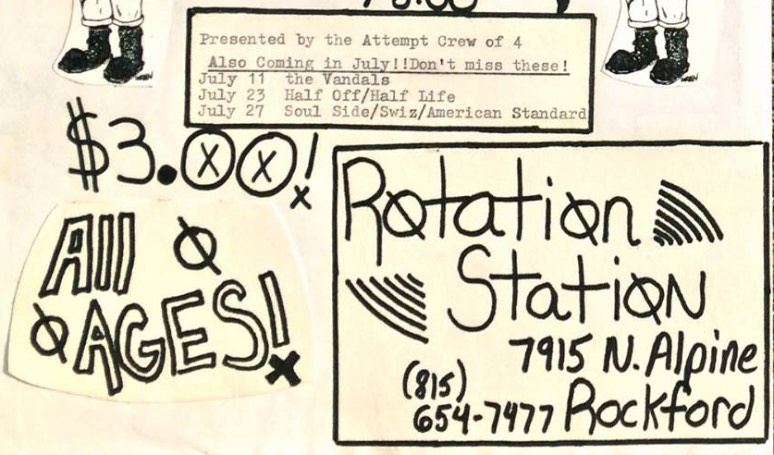 Presented by the Attempt Crew of 4
Also Coming in July!!Don't miss these!
July 11 the Vandals
July 23 Half Off/Half Life
July 27 Soul Side/Swiz/American Standard
$3.00!
All
AGES!
Rotation
Station
7915 N. Alpine
(815)
654-7477 Rockford